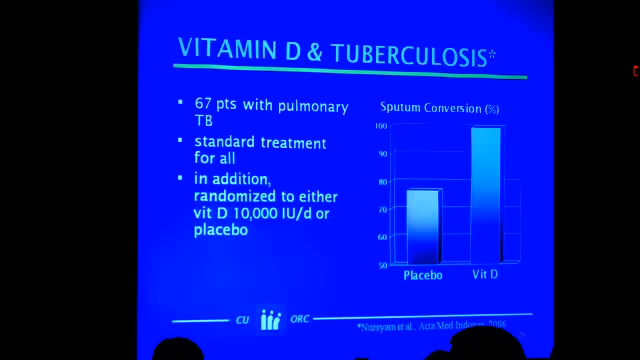 VITAMIN D & TUBERCULOSIS*
▪ 67 pts with pulmonary
TB
▪ standard treatment
for all
▪ in addition,
randomized to either
vit D 10,000 IU/d or
placebo
Sputum Conversion (%)
100
90
80
70
60
50
Placebo
Vit D
CU ORC
*Nursyam et al., Acta Med Indones, 2006
29